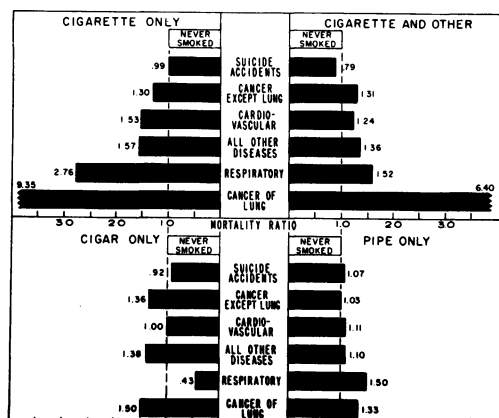 CIGARETTE ONLY
CIGARETTE AND OTHER
NEVER SMOKED
NEVER SMOKED
.99
SUICIDE ACCIDENTS
.79
1.30
CANCER EXCEPT LUNG
1.31
1.53
CARDIO-VASCULAR
1.24
1.57
ALL OTHER DISEASES
1.36
2.76
RESPIRATORY
1.52
9.35
CANCER OF LUNG
6.40
3.0 2.0 1.0 MORTALITY RATIO 1.0 3.0
CIGAR ONLY
PIPE ONLY
NEVER SMOKED
NEVER SMOKED
.92
SUICIDE ACCIDENTS
1.07
1.36
CANCER EXCEPT LUNG
1.03
1.00
CARDIO-VASCULAR
1.11
1.38
ALL OTHER DISEASES
1.10
.43
RESPIRATORY
1.50
1.50
CANCER OF LUNG
1.33